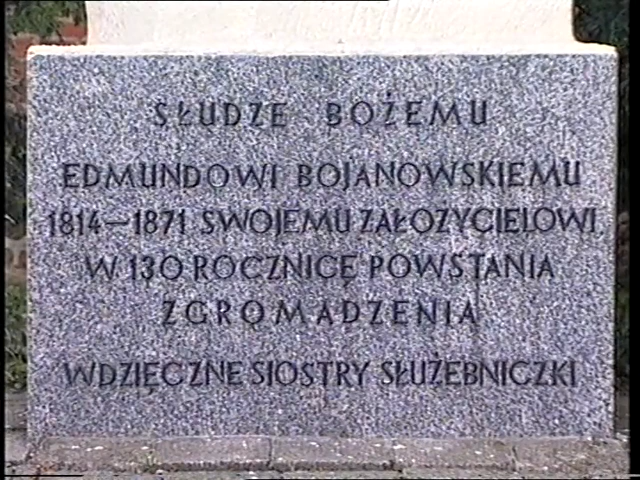 SŁUDZE BOŻEMU
EDMUNDOWI BOJANOWSKIEMU
1814-1871 SWOJEMU ZAŁOŻYCIELOWI
W 130 ROCZNICĘ POWSTANIA
ZGROMADZENIA
WDZIĘCZNE SIOSTRY SŁUŻEBNICZKI